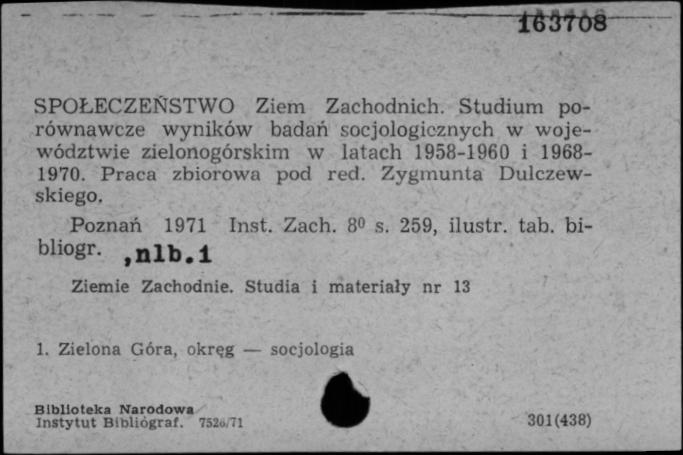 163708
SPOŁECZEŃSTWO Ziem Zachodnich. Studium po-
równawcze wyników badań socjologicznych w woje-
wództwie zielonogórskim w latach 1958-1960 i 1968-
1970. Praca zbiorowa pod red. Zygmunta Dulczew-
skiego.
Poznań 1971 Inst. Zach. 8⁰ s. 259, ilustr. tab. bi-
bliogr. ,nlb.1
Ziemie Zachodnie. Studia i materiały nr 13
1. Zielona Góra, okręg — socjologia
Biblioteka Narodowa
Instytut Bibliograf. 7526/71
301(438)